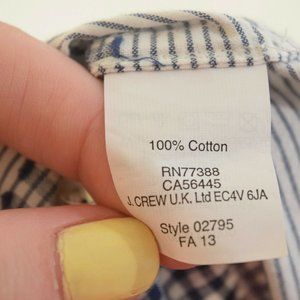 100% Cotton
RN77388
CA56445
J.CREW U.K. Ltd EC4V 6JA
Style 02795
FA 13